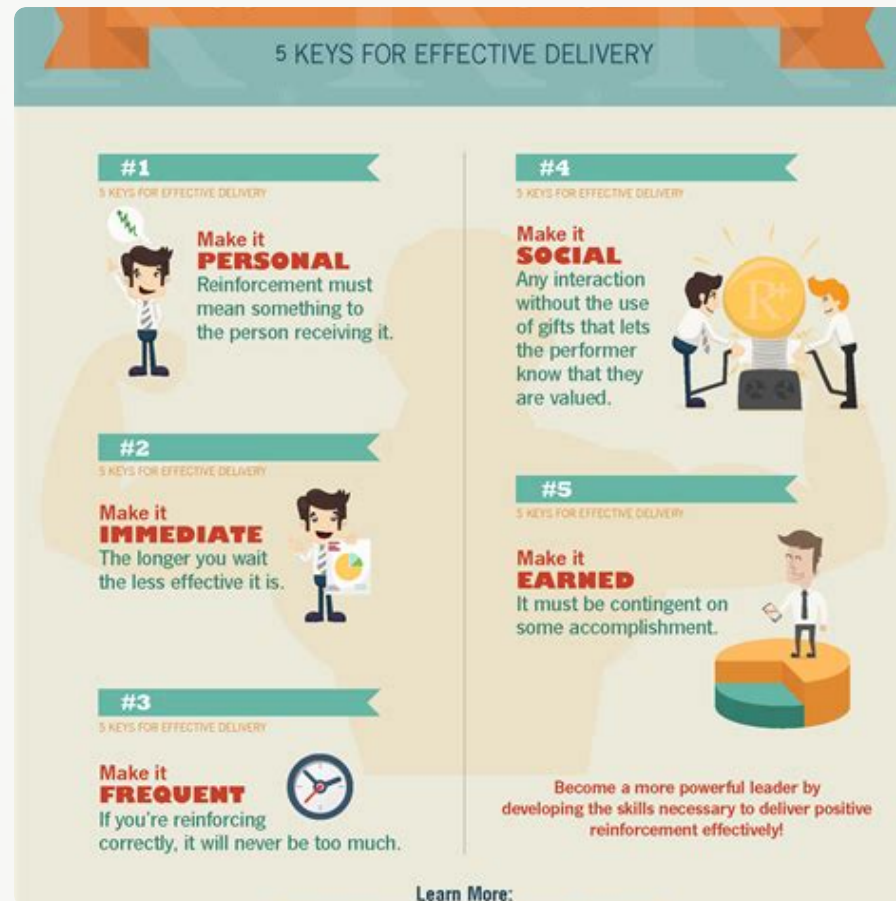 5 KEYS FOR EFFECTIVE DELIVERY
#1
5 KEYS FOR EFFECTIVE DELIVERY
Make it
PERSONAL
Reinforcement must
mean something to
the person receiving it.
#2
5 KEYS FOR EFFECTIVE DELIVERY
Make it
IMMEDIATE
The longer you wait
the less effective it is.
#3
5 KEYS FOR EFFECTIVE DELIVERY
Make it
FREQUENT
If you're reinforcing
correctly, it will never be too much.
#4
5 KEYS FOR EFFECTIVE DELIVERY
Make it
SOCIAL
Any interaction
without the use
of gifts that lets
the performer
know that they
are valued.
R+
#5
5 KEYS FOR EFFECTIVE DELIVERY
Make it
EARNED
It must be contingent on
some accomplishment.
Become a more powerful leader by
developing the skills necessary to deliver positive
reinforcement effectively!
Learn More: